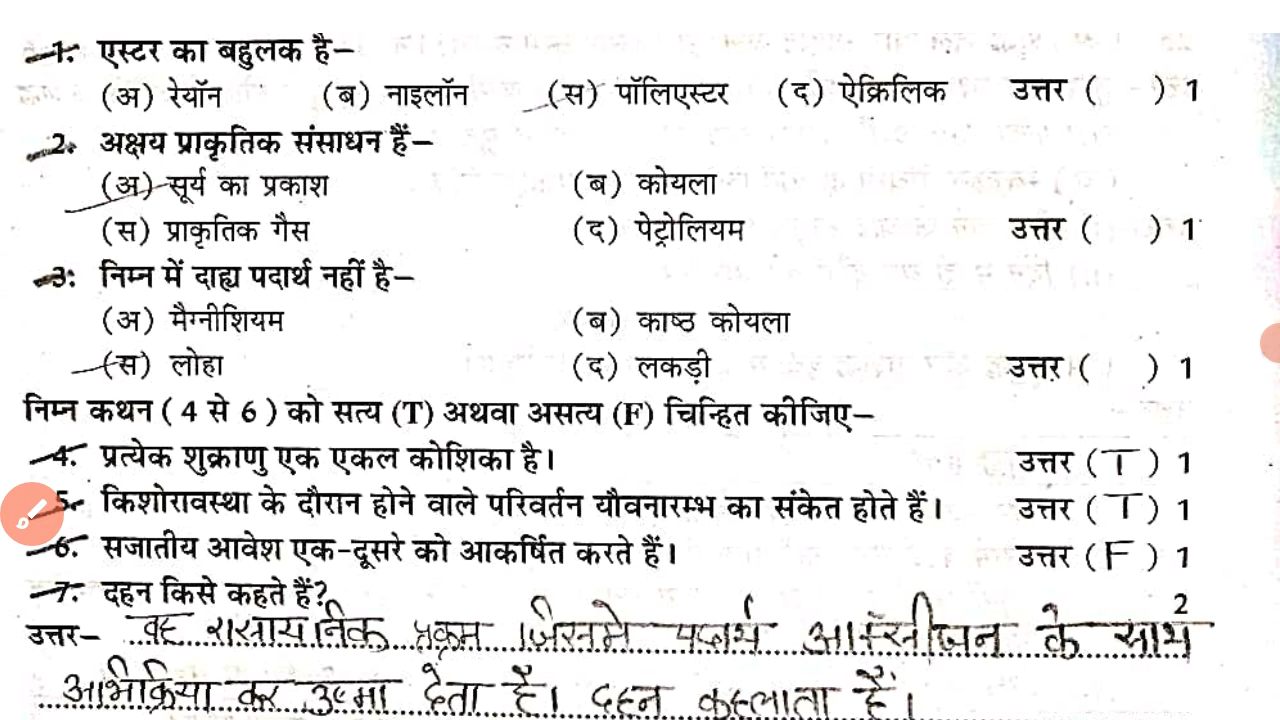 1. एस्टर का बहुलक है–
(अ) रेयॉन (ब) नाइलॉन (स) पॉलिएस्टर (द) ऐक्रिलिक उत्तर ( ) 1
2. अक्षय प्राकृतिक संसाधन हैं–
(अ) सूर्य का प्रकाश (ब) कोयला
(स) प्राकृतिक गैस (द) पेट्रोलियम उत्तर ( ) 1
3. निम्न में दाह्य पदार्थ नहीं है–
(अ) मैग्नीशियम (ब) काष्ठ कोयला
(स) लोहा (द) लकड़ी उत्तर ( ) 1
निम्न कथन ( 4 से 6 ) को सत्य (T) अथवा असत्य (F) चिन्हित कीजिए–
4. प्रत्येक शुक्राणु एक एकल कोशिका है। उत्तर ( T ) 1
5. किशोरावस्था के दौरान होने वाले परिवर्तन यौवनारम्भ का संकेत होते हैं। उत्तर ( T ) 1
6. सजातीय आवेश एक-दूसरे को आकर्षित करते हैं। उत्तर ( F ) 1
7. दहन किसे कहते हैं? 2
उत्तर– वह रासायनिक प्रक्रम जिसमे पदार्थ आक्सीजन के साथ
अभिक्रिया कर उष्मा देता है। दहन कहलाता हैं।